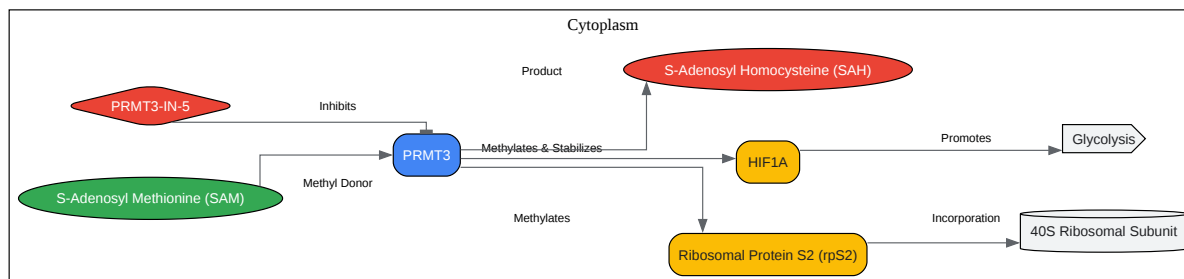 Cytoplasm
Product
S-Adenosyl Homocysteine (SAH)
PRMT3-IN-5
Inhibits
PRMT3
Methylates & Stabilizes
HIF1A
Promotes
Glycolysis
S-Adenosyl Methionine (SAM)
Methyl Donor
Methylates
Ribosomal Protein S2 (rpS2)
Incorporation
40S Ribosomal Subunit